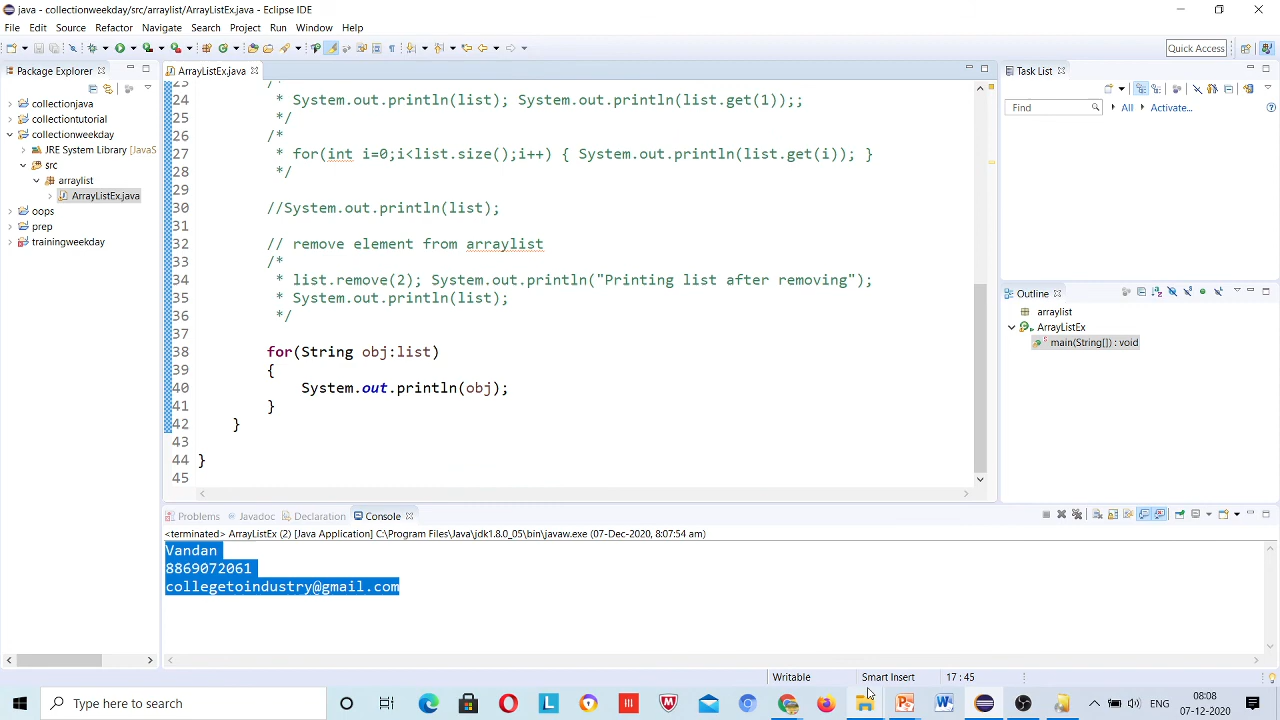 java - collectionweekday/src/arraylist/ArrayListEx.java - Eclipse IDE
File Edit Source Refactor Navigate Search Project Run Window Help
Quick Access
Package Explorer
collectionjava
collectiontutorial
collectionweekday
JRE System Library [JavaS
src
arraylist
ArrayListEx.java
oops
prep
trainingweekday
ArrayListEx.java
23 /*
24 * System.out.println(list); System.out.println(list.get(1));;
25 */
26 /*
27 * for(int i=0;i<list.size();i++) { System.out.println(list.get(i)); }
28 */
29
30 //System.out.println(list);
31
32 // remove element from arraylist
33 /*
34 * list.remove(2); System.out.println("Printing list after removing");
35 * System.out.println(list);
36 */
37
38 for(String obj:list)
39 {
40 System.out.println(obj);
41 }
42 }
43
44 }
45
Task List
Find All Activate...
Outline
arraylist
ArrayListEx
main(String[]) : void
Problems Javadoc Declaration Console
<terminated> ArrayListEx (2) [Java Application] C:\Program Files\Java\jdk1.8.0_05\bin\javaw.exe (07-Dec-2020, 8:07:54 am)
Vandan
8869072061
collegetoindustry@gmail.com
Writable Smart Insert 17 : 45
Type here to search
ENG
08:08
07-12-2020